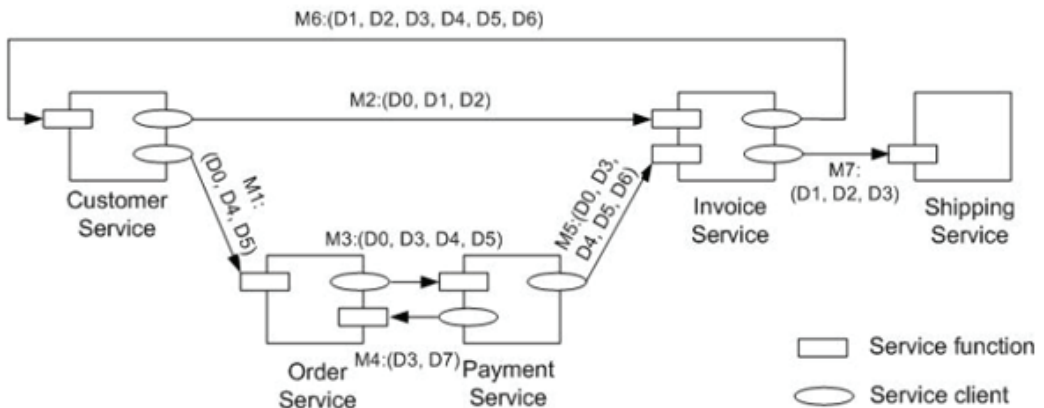 M6:(D1, D2, D3, D4, D5, D6)
M2:(D0, D1, D2)
Customer
Service
M1:
(D0, D4, D5)
M3:(D0, D3, D4, D5)
M4:(D3, D7)
Order
Service
Payment
Service
M5:(D0, D3,
D4, D5, D6)
Invoice
Service
M7:
(D1, D2, D3)
Shipping
Service
Service function
Service client